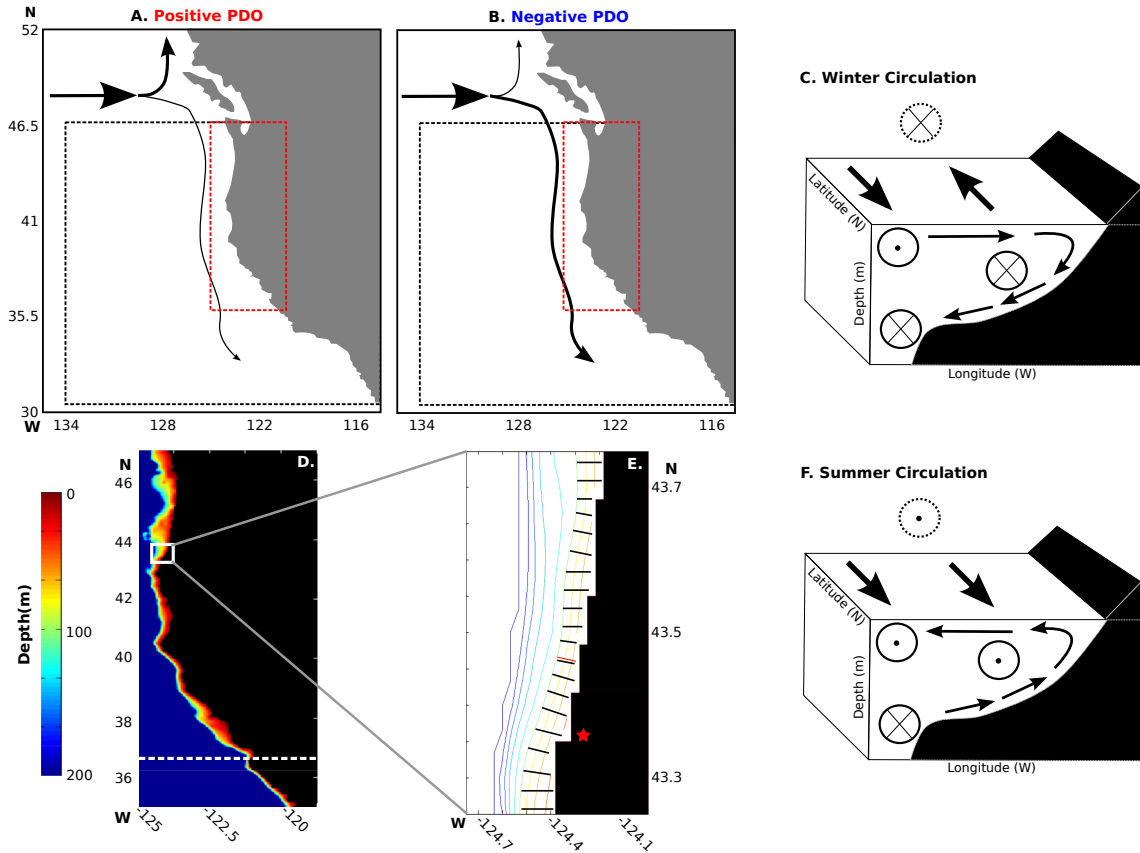 N
A. Positive PDO
B. Negative PDO
52
46.5
41
35.5
30
W
134
128
122
116
W
134
128
122
116
C. Winter Circulation
Latitude (N)
Depth (m)
Longitude (W)
D.
N
46
44
42
40
38
36
W
-125
-122.5
-120
Depth(m)
0
100
200
E.
N
43.7
43.5
43.3
W
-124.7
-124.4
-124.1
F. Summer Circulation
Latitude (N)
Depth (m)
Longitude (W)